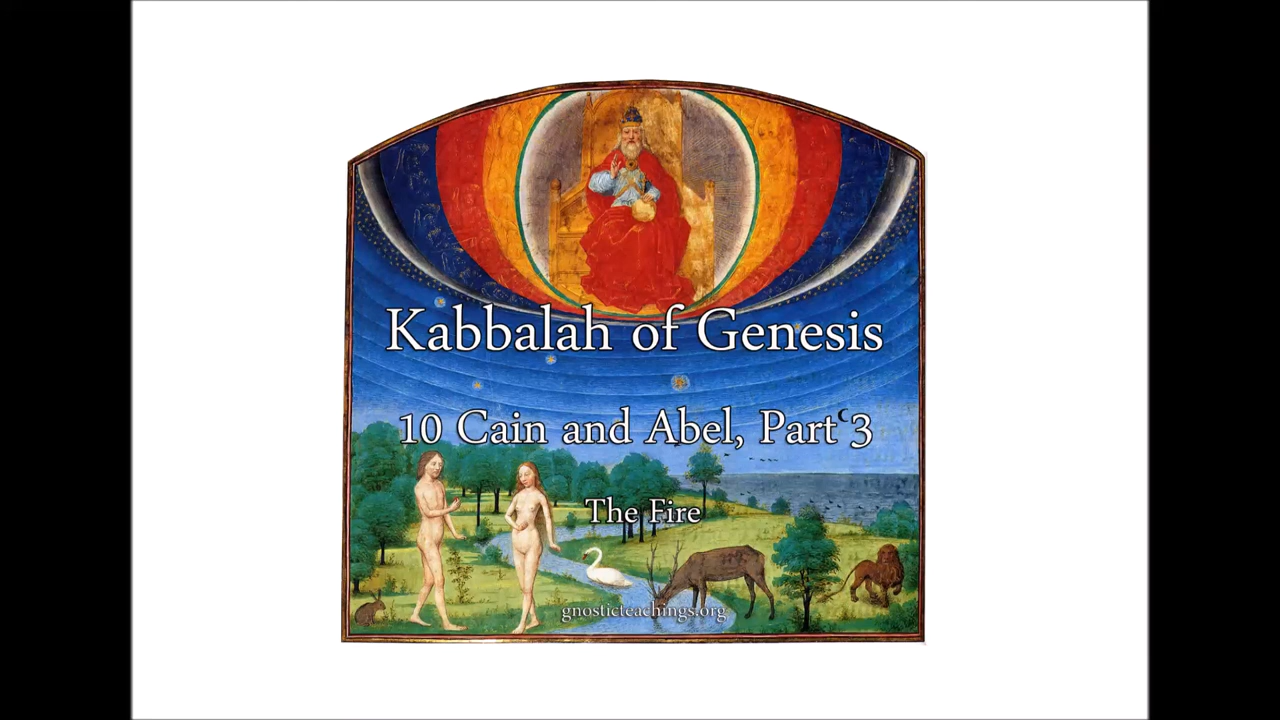 Kabbalah of Genesis
10 Cain and Abel, Part 3
The Fire
gnosticteachings.org